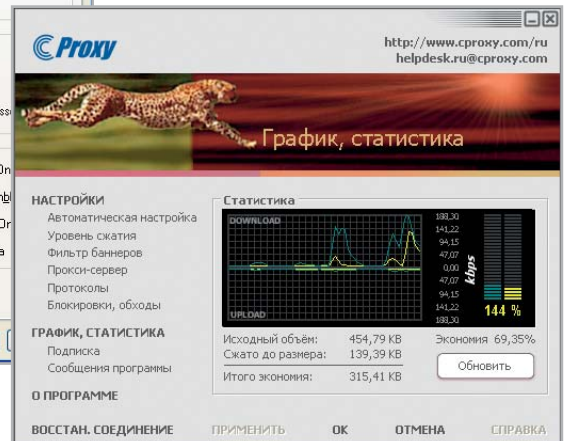 CProxy
http://www.cproxy.com/ru
helpdesk.ru@cproxy.com
График, статистика
НАСТРОЙКИ
Автоматическая настройка
Уровень сжатия
Фильтр баннеров
Прокси-сервер
Протоколы
Блокировки, обходы
ГРАФИК, СТАТИСТИКА
Подписка
Сообщения программы
О ПРОГРАММЕ
Статистика
DOWNLOAD
UPLOAD
188,30
141,22
94,15
47,07
0,00
47,07
94,15
141,22
188,30
kbps
144 %
Исходный объём: 454,79 KB
Экономия 69,35%
Сжато до размера: 139,39 KB
Итого экономия: 315,41 KB
Обновить
ВОССТАН. СОЕДИНЕНИЕ ПРИМЕНИТЬ OK ОТМЕНА СПРАВКА